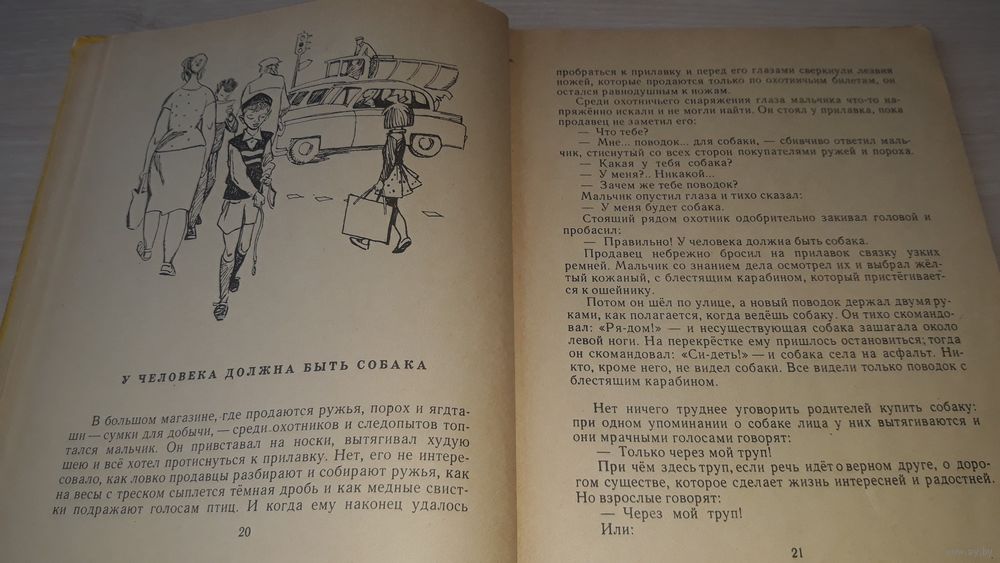 У ЧЕЛОВЕКА ДОЛЖНА БЫТЬ СОБАКА
В большом магазине, где продаются ружья, порох и ягдта-
ши — сумки для добычи, — среди охотников и следопытов топ-
тался мальчик. Он привставал на носки, вытягивал худую
шею и всё хотел протиснуться к прилавку. Нет, его не интере-
совало, как ловко продавцы разбирают и собирают ружья, как
на весы с треском сыплется тёмная дробь и как медные свист-
ки подражают голосам птиц. И когда ему наконец удалось
20
пробраться к прилавку и перед его глазами сверкнули лезвия
ножей, которые продаются только по охотничьим билетам, он
остался равнодушным к ножам.
Среди охотничьего снаряжения глаза мальчика что-то на-
пряжённо искали и не могли найти. Он стоял у прилавка, пока
продавец не заметил его:
— Что тебе?
— Мне... поводок... для собаки, — сбивчиво ответил маль-
чик, стиснутый со всех сторон покупателями ружей и пороха.
— Какая у тебя собака?
— У меня?.. Никакой...
— Зачем же тебе поводок?
Мальчик опустил глаза и тихо сказал:
— У меня будет собака.
Стоящий рядом охотник одобрительно закивал головой и
пробасил:
— Правильно! У человека должна быть собака.
Продавец небрежно бросил на прилавок связку узких
ремней. Мальчик со знанием дела осмотрел их и выбрал жёл-
тый кожаный, с блестящим карабином, который пристёгивает-
ся к ошейнику.
Потом он шёл по улице, а новый поводок держал двумя ру-
ками, как полагается, когда ведёшь собаку. Он тихо скомандо-
вал: «Ря-дом!» — и несуществующая собака зашагала около
левой ноги. На перекрёстке ему пришлось остановиться; тогда
он скомандовал: «Си-деть!» — и собака села на асфальт. Ни-
кто, кроме него, не видел собаки. Все видели только поводок с
блестящим карабином.
Нет ничего труднее уговорить родителей купить собаку:
при одном упоминании о собаке лица у них вытягиваются и
они мрачными голосами говорят:
— Только через мой труп!
При чём здесь труп, если речь идёт о верном друге, о доро-
гом существе, которое сделает жизнь интересней и радостней.
Но взрослые говорят:
— Через мой труп!
Или:
21
www.ay.by